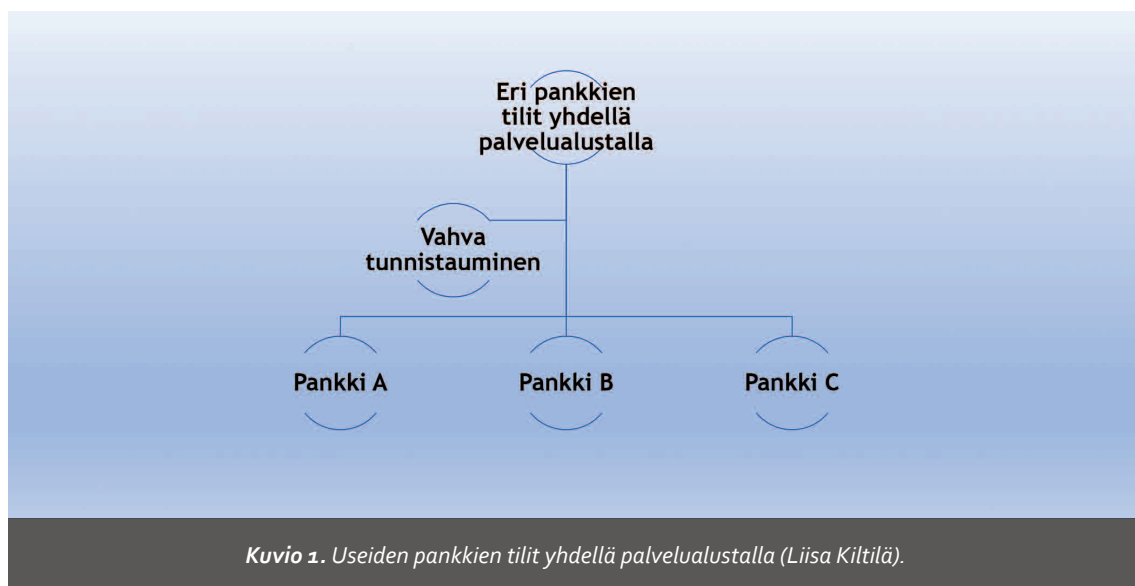 Eri pankkien
tilit yhdellä
palvelualustalla
Vahva
tunnistauminen
Pankki A
Pankki B
Pankki C
Kuvio 1. Useiden pankkien tilit yhdellä palvelualustalla (Liisa Kiltilä).